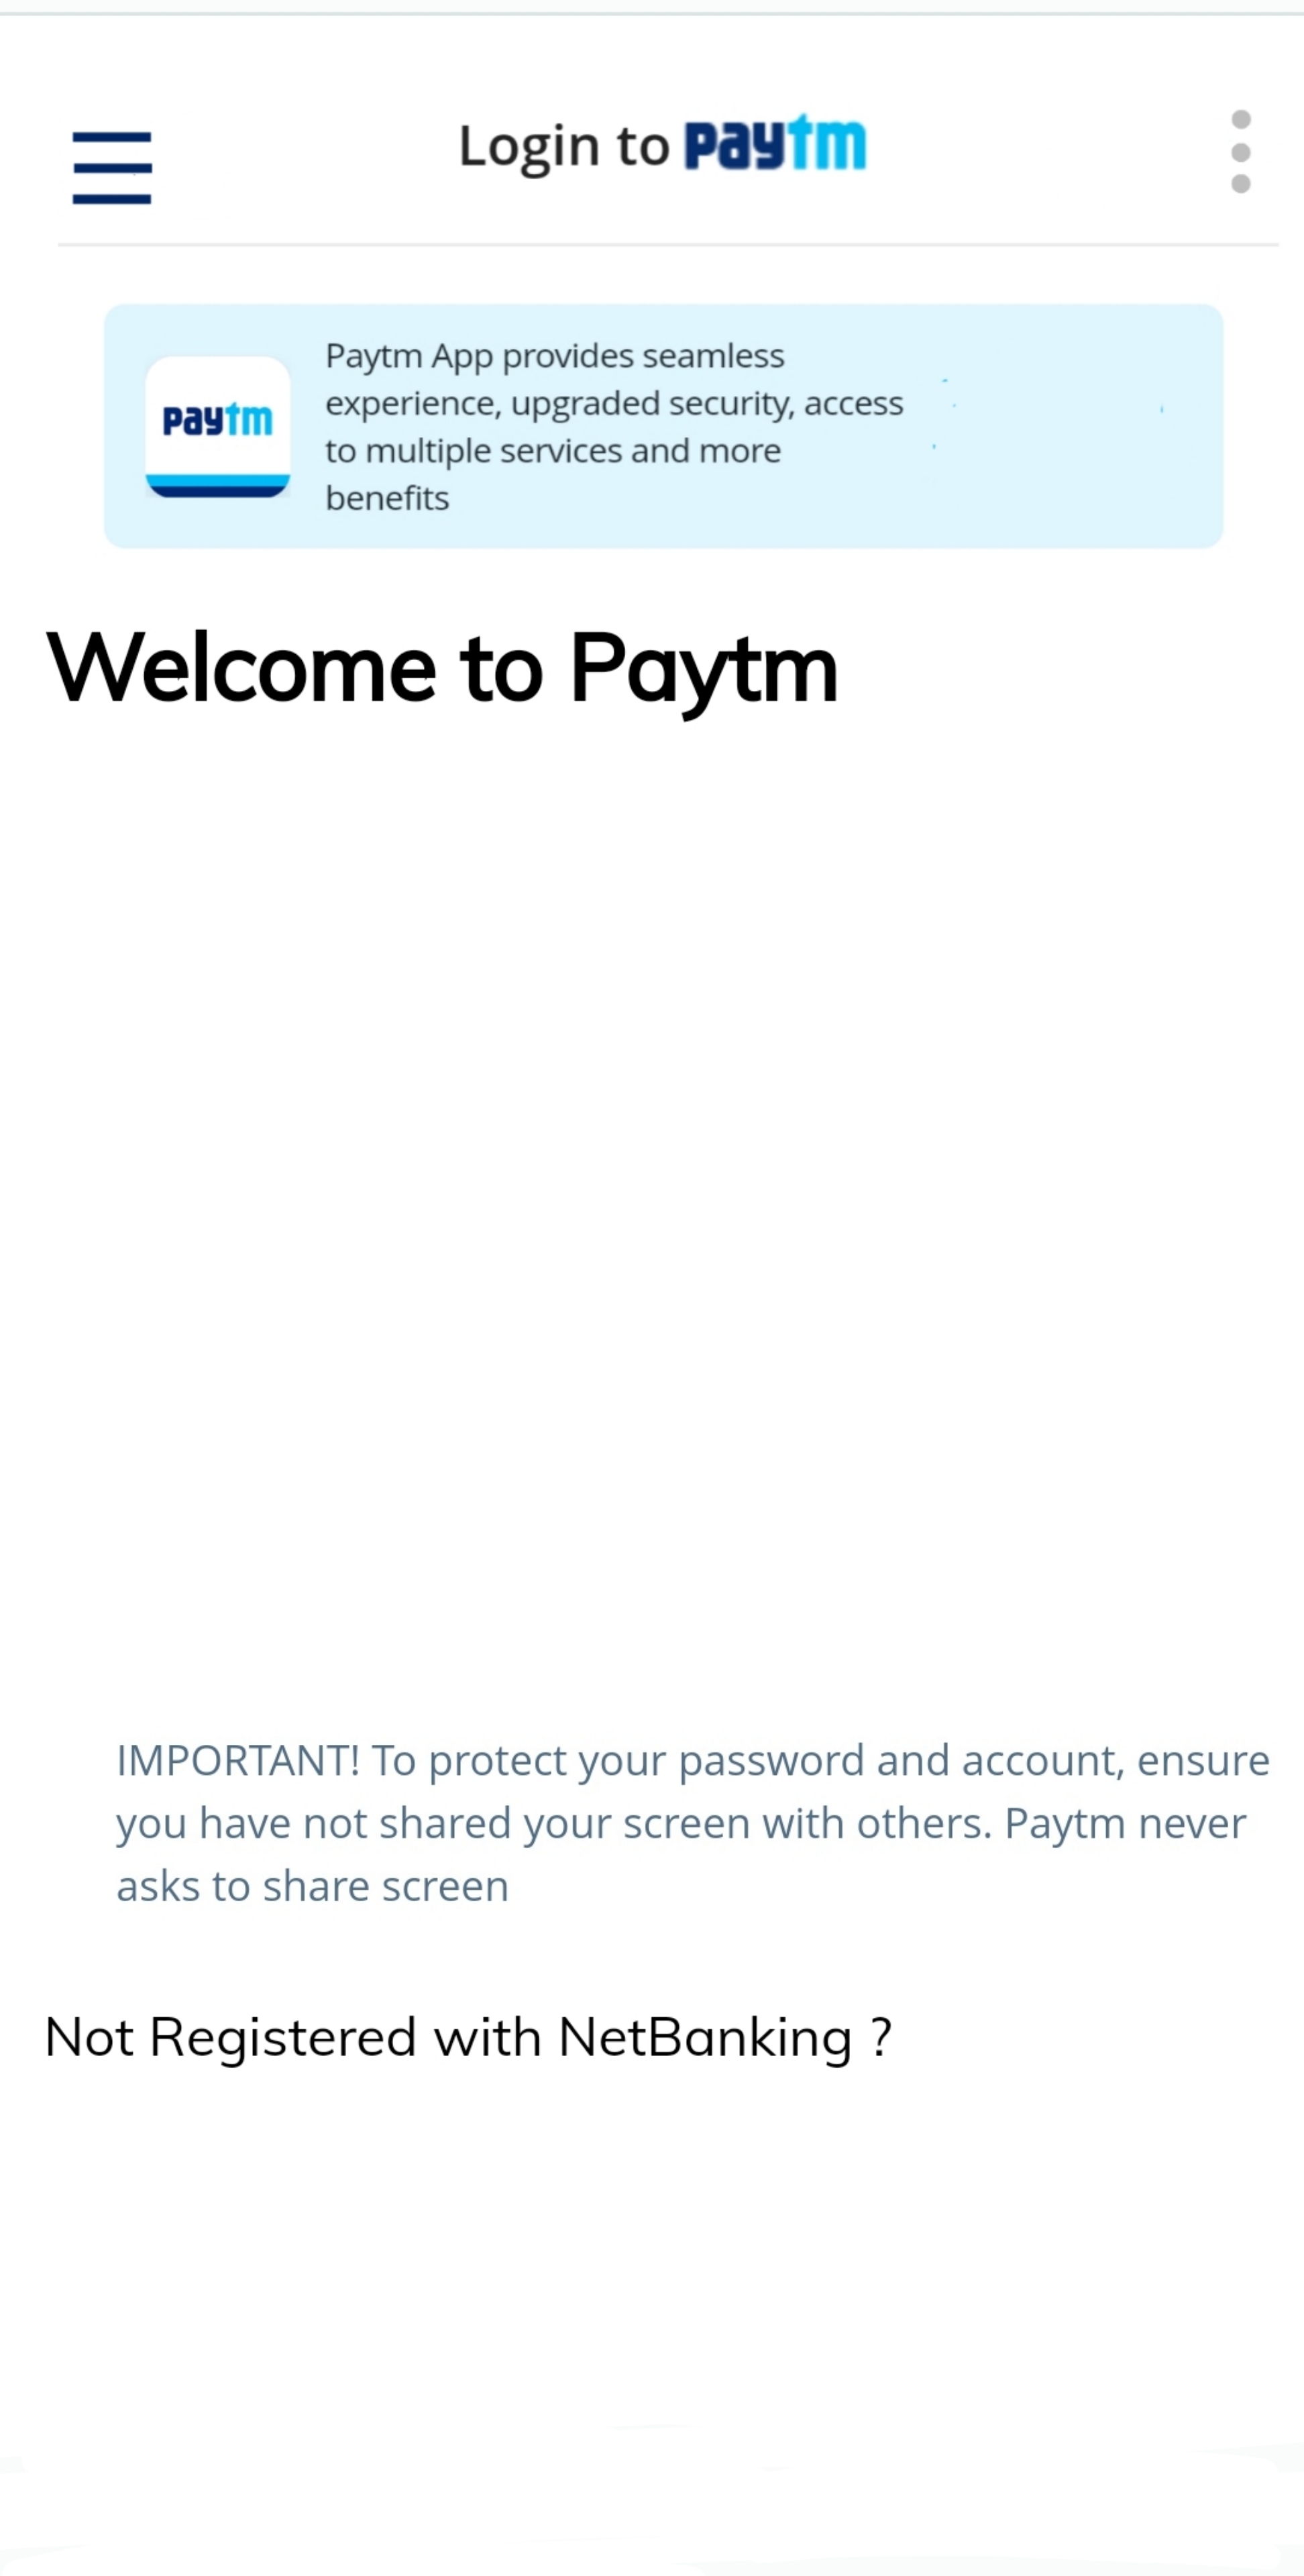 Login to paytm
paytm
Paytm App provides seamless
experience, upgraded security, access
to multiple services and more
benefits
Welcome to Paytm
IMPORTANT! To protect your password and account, ensure
you have not shared your screen with others. Paytm never
asks to share screen
Not Registered with NetBanking ?